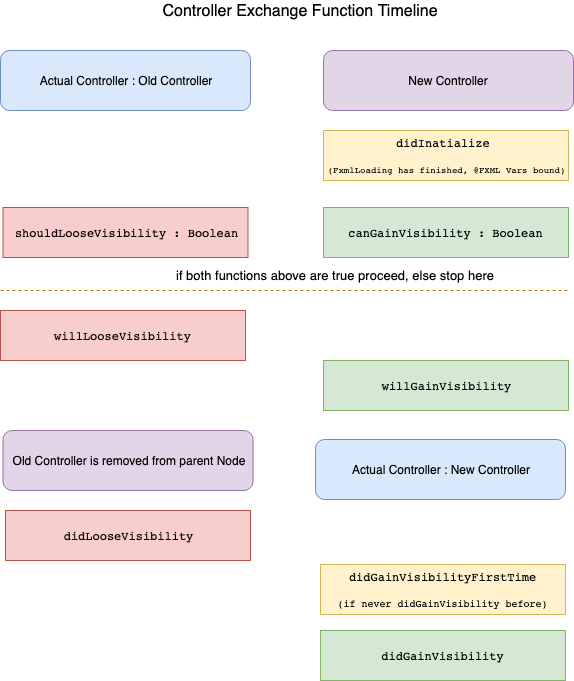 Controller Exchange Function Timeline
Actual Controller : Old Controller
New Controller
didInatialize
(FxmlLoading has finished, @FXML Vars bound)
shouldLooseVisibility : Boolean
canGainVisibility : Boolean
if both functions above are true proceed, else stop here
willLooseVisibility
willGainVisibility
Old Controller is removed from parent Node
Actual Controller : New Controller
didLooseVisibility
didGainVisibilityFirstTime
(if never didGainVisibility before)
didGainVisibility